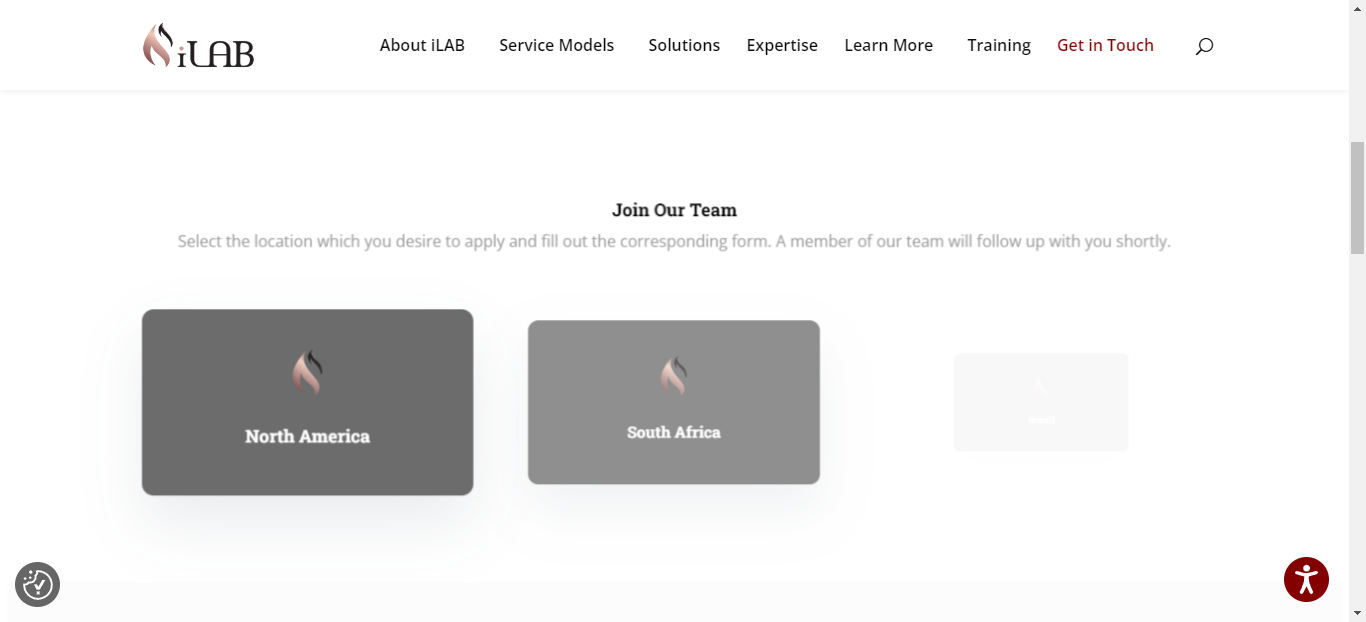 iLAB
About iLAB
Service Models
Solutions
Expertise
Learn More
Training
Get in Touch
Join Our Team
Select the location which you desire to apply and fill out the corresponding form. A member of our team will follow up with you shortly.
North America
South Africa